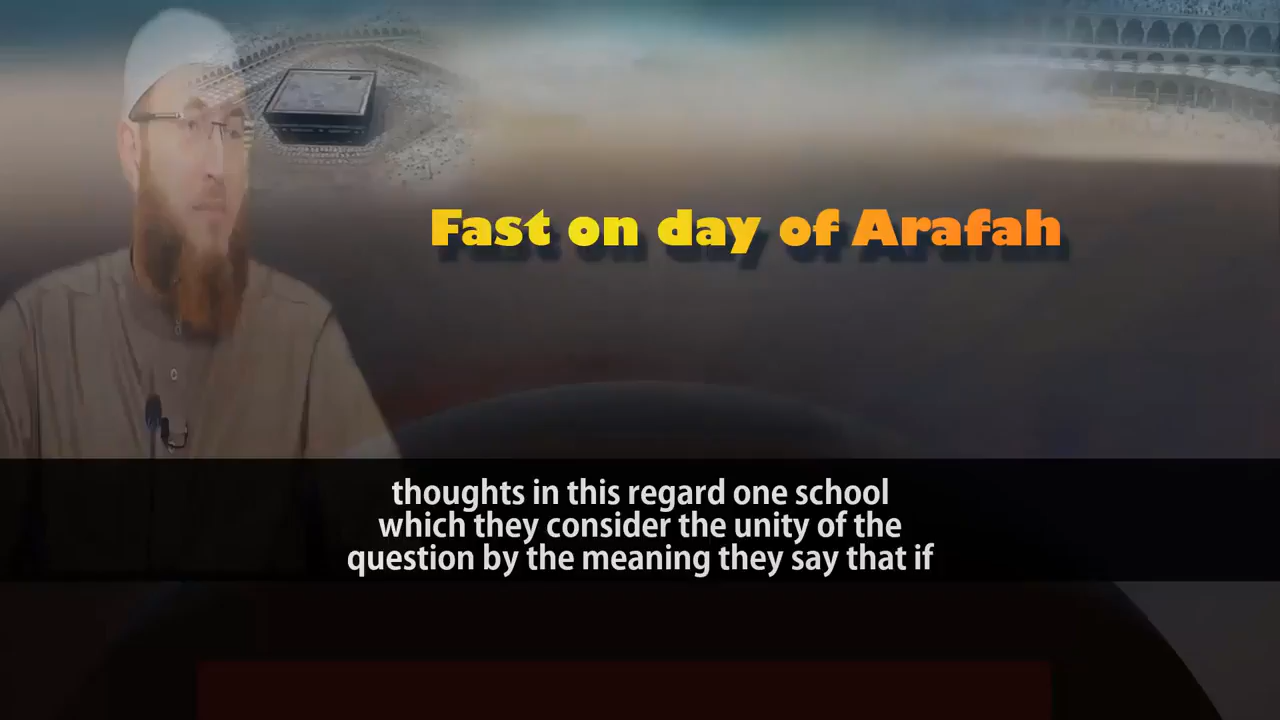 Fast on day of Arafah
thoughts in this regard one school
which they consider the unity of the
question by the meaning they say that if